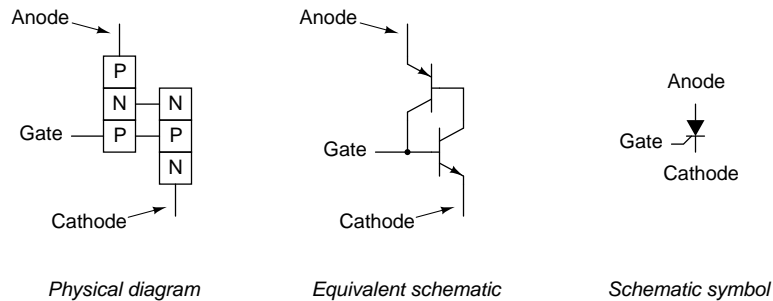 Anode
P
N N
Gate P P
N
Cathode
Physical diagram
Anode
Gate
Cathode
Equivalent schematic
Anode
Gate
Cathode
Schematic symbol